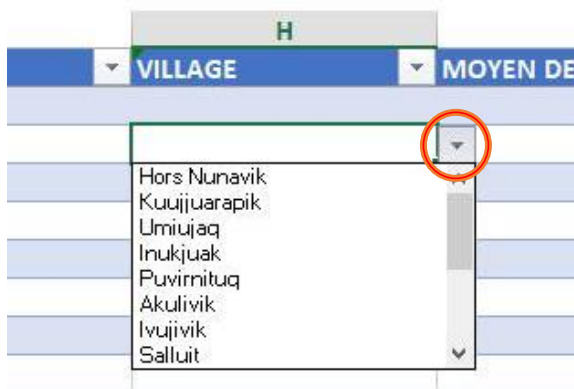 H
VILLAGE
MOYEN DE
Hors Nunavik
Kuujjuarapik
Umiujaq
Inukjuak
Puvirnituq
Akulivik
Ivujivik
Salluit